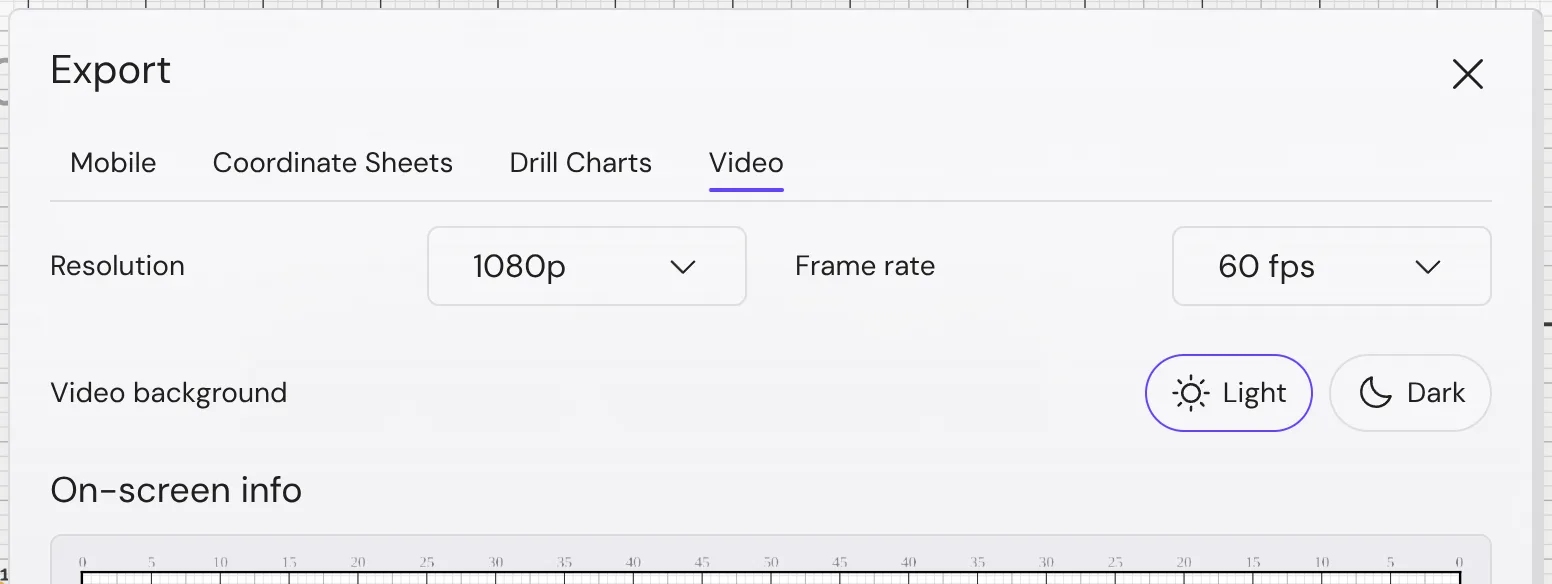 Export
Mobile Coordinate Sheets Drill Charts Video
Resolution 1080p Frame rate 60 fps
Video background Light Dark
On-screen info
0 5 10 15 20 25 30 35 40 45 50 45 40 35 30 25 20 15 10 5 0
1